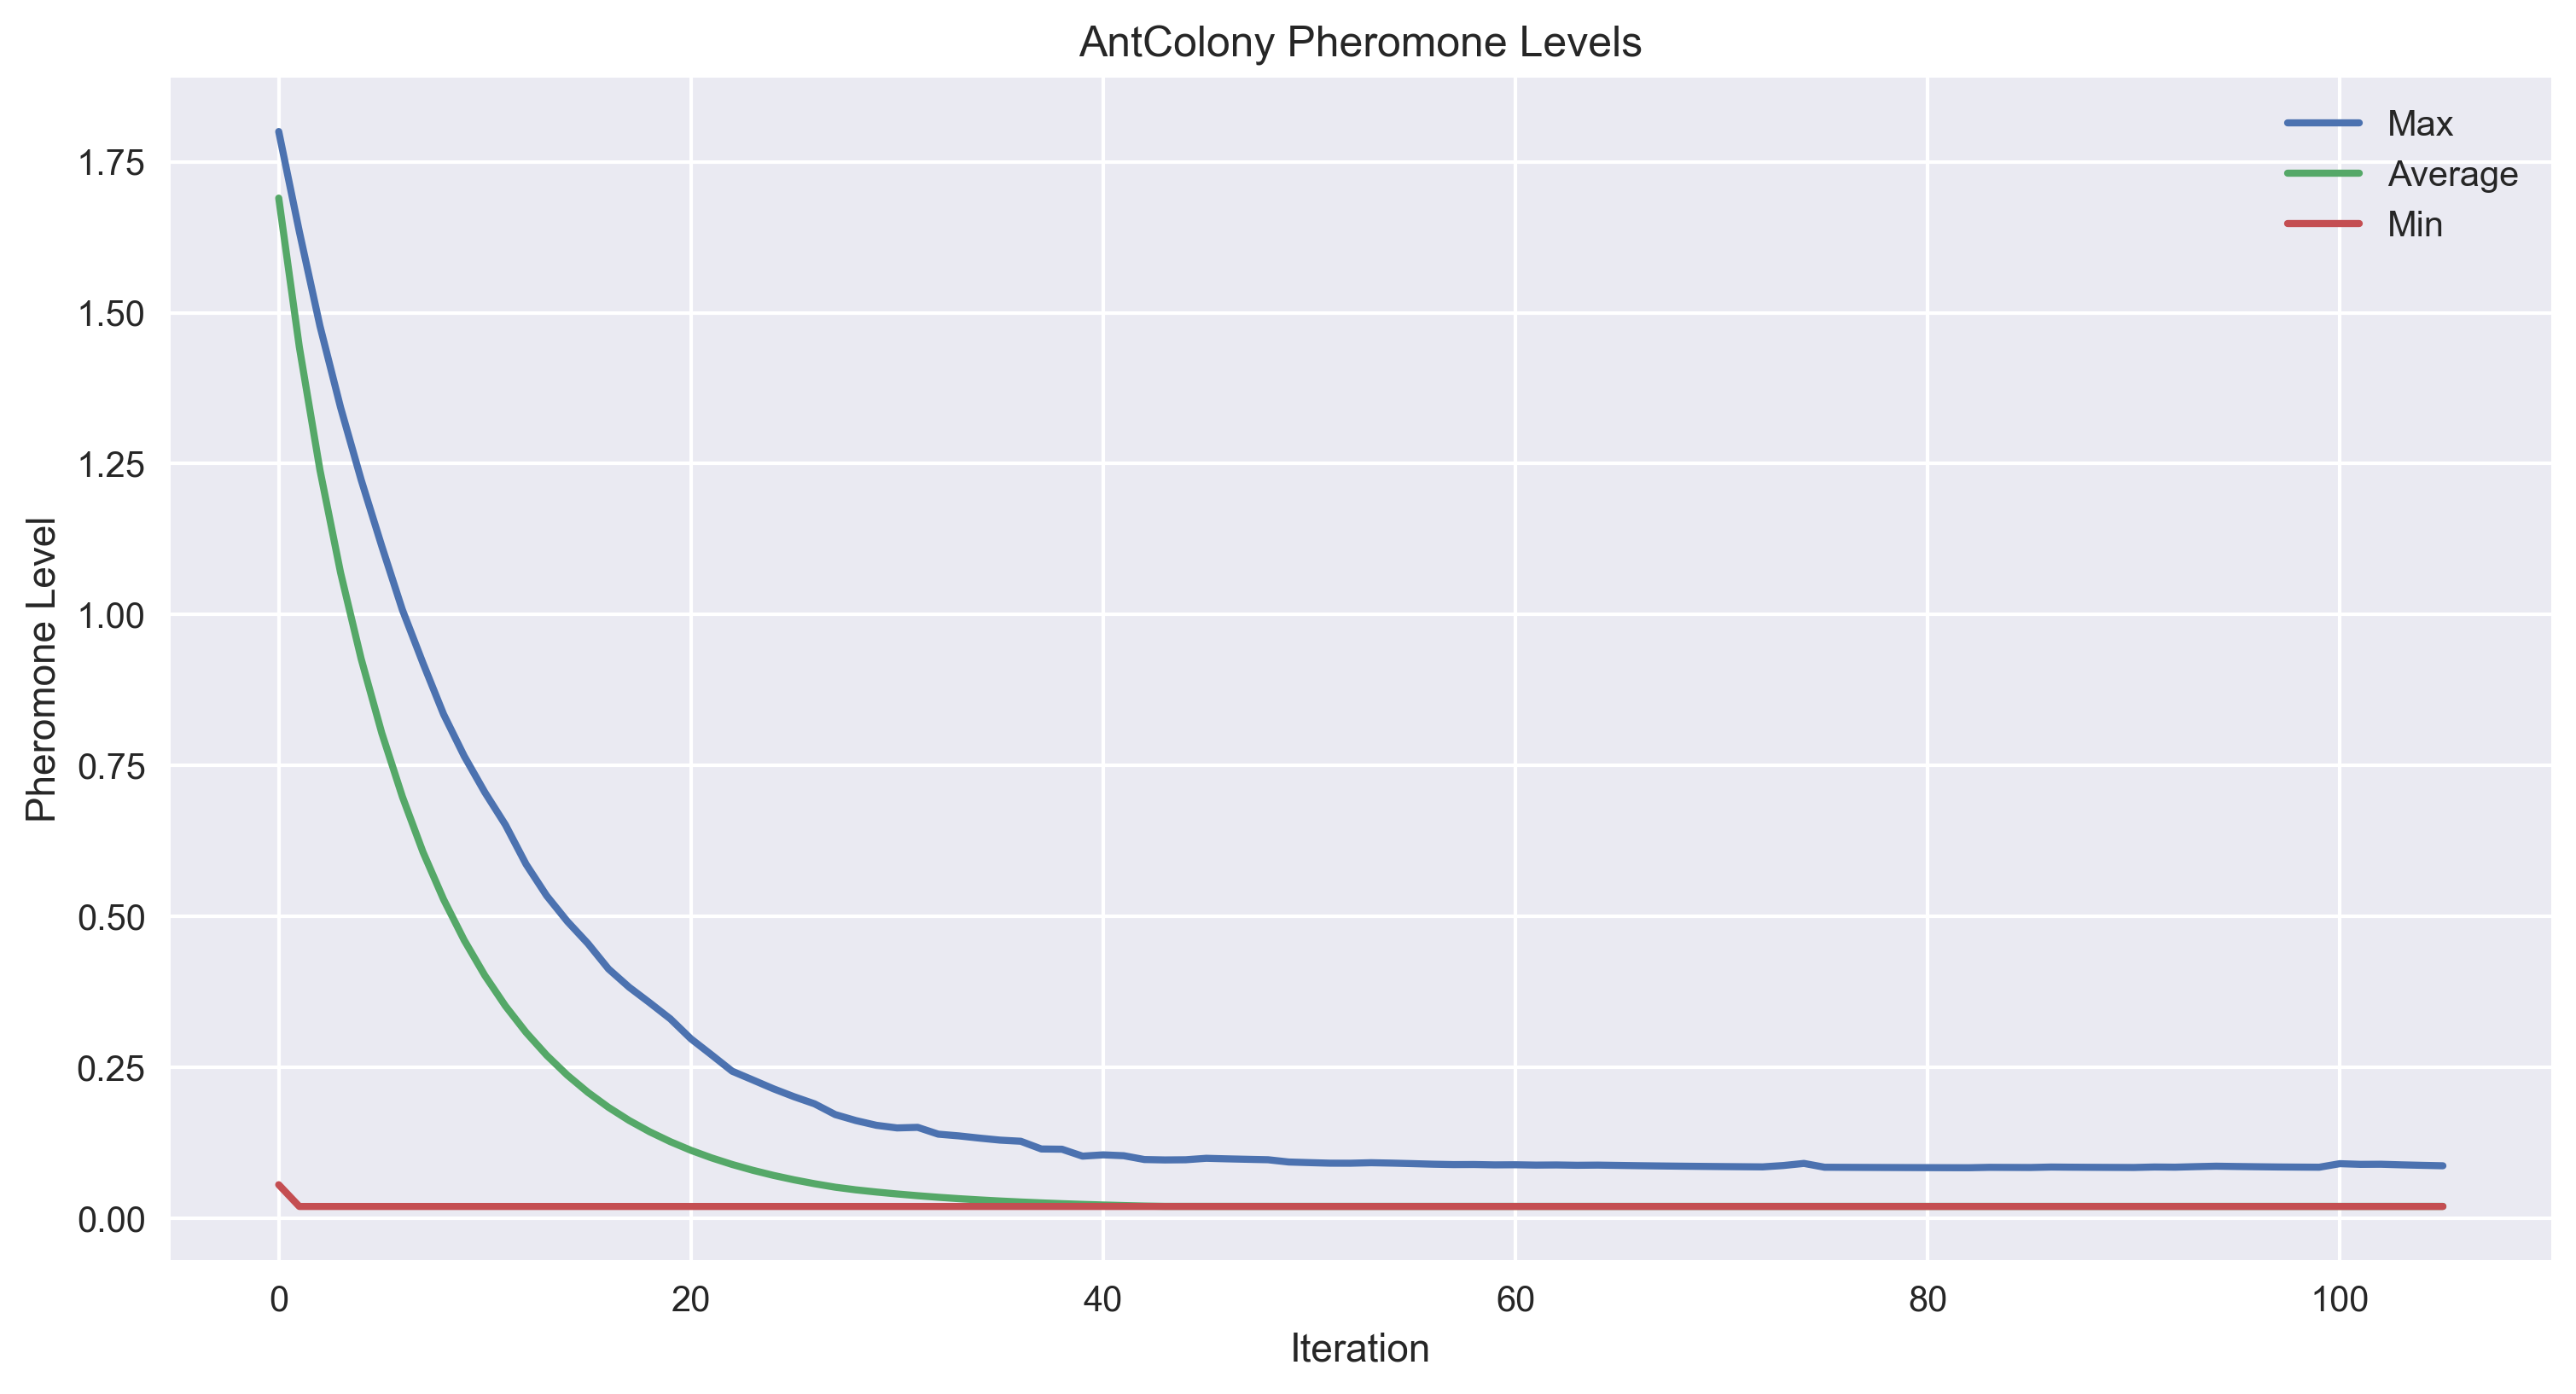 AntColony Pheromone Levels
Max
Average
Min
Pheromone Level
1.75
1.50
1.25
1.00
0.75
0.50
0.25
0.00
0 20 40 60 80 100
Iteration